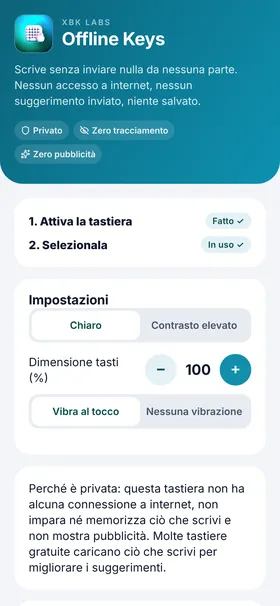 XBK LABS
Offline Keys
Scrive senza inviare nulla da nessuna parte.
Nessun accesso a internet, nessun
suggerimento inviato, niente salvato.
Privato
Zero tracciamento
Zero pubblicità
1. Attiva la tastiera
Fatto ✓
2. Selezionala
In uso ✓
Impostazioni
Chiaro
Contrasto elevato
Dimensione tasti
(%)
− 100 +
Vibra al tocco
Nessuna vibrazione
Perché è privata: questa tastiera non ha
alcuna connessione a internet, non
impara né memorizza ciò che scrivi e
non mostra pubblicità. Molte tastiere
gratuite caricano ciò che scrivi per
migliorare i suggerimenti.